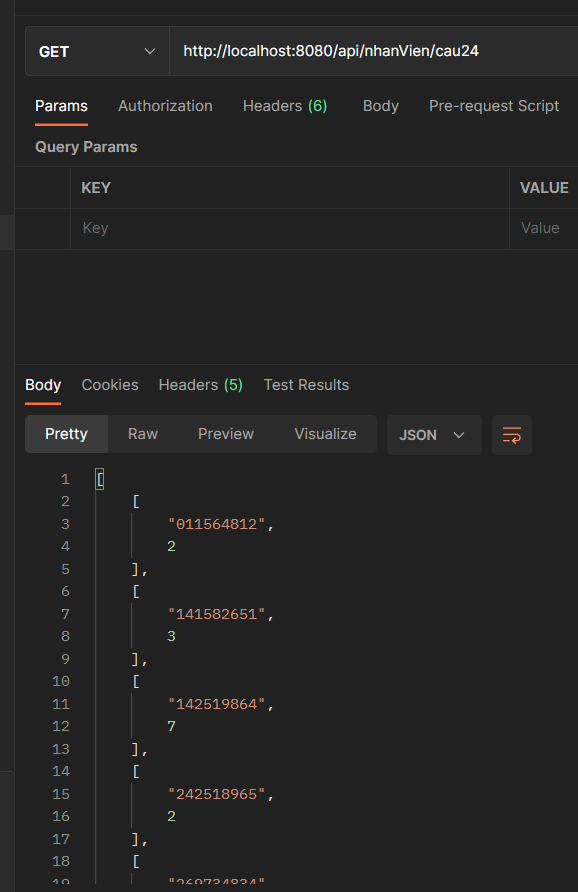 GET http://localhost:8080/api/nhanVien/cau24
Params Authorization Headers (6) Body Pre-request Script
Query Params
KEY VALUE
Key Value
Body Cookies Headers (5) Test Results
Pretty Raw Preview Visualize JSON
1 [
2 [
3 "011564812",
4 2
5 ],
6 [
7 "141582651",
8 3
9 ],
10 [
11 "142519864",
12 7
13 ],
14 [
15 "242518965",
16 2
17 ],
18 [
19 "269734834",